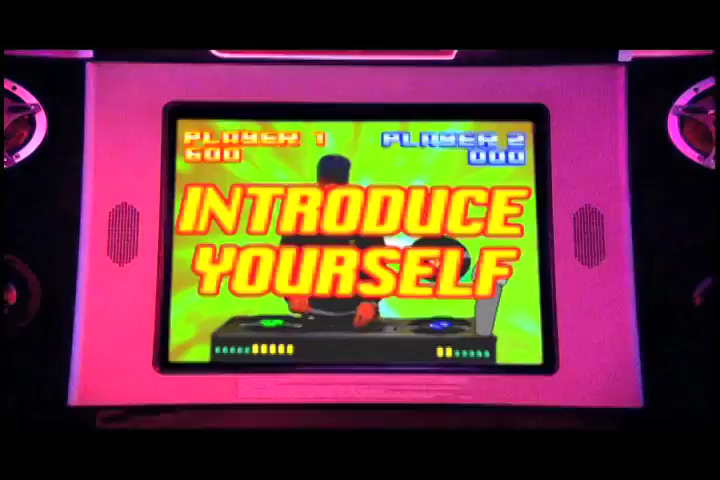 PLAYER 1 PLAYER 2
600 000
INTRODUCE
YOURSELF